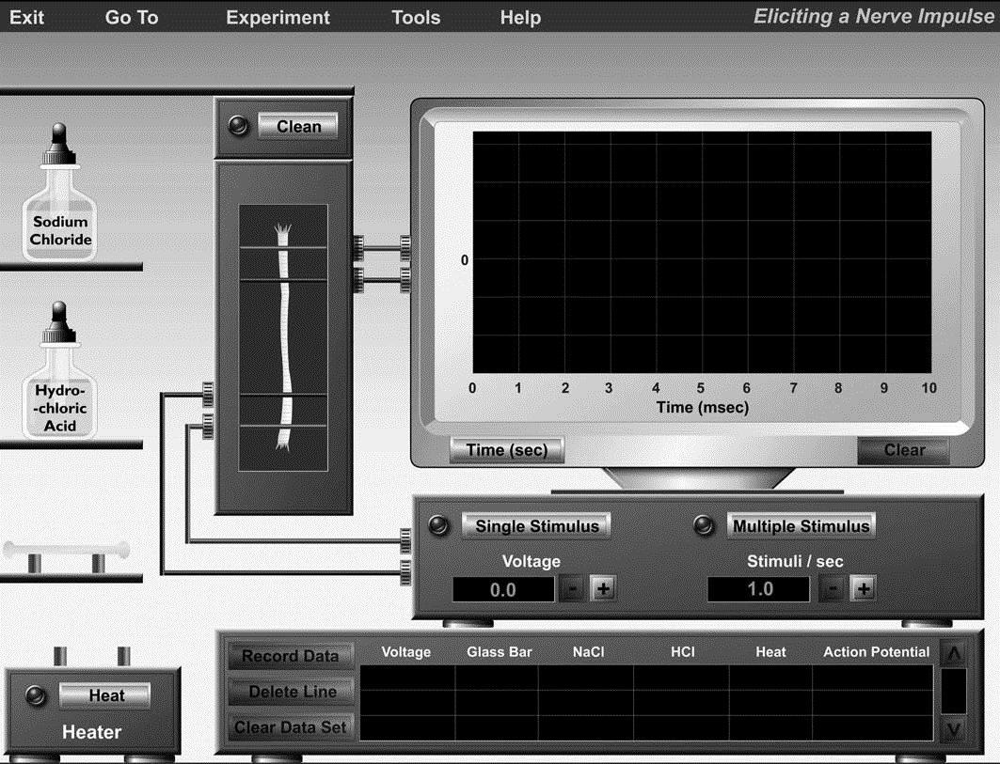 Exit Go To Experiment Tools Help Eliciting a Nerve Impulse
Clean
Sodium
Chloride
Hydro-
-chloric
Acid
0
0 1 2 3 4 5 6 7 8 9 10
Time (msec)
Time (sec) Clear
Single Stimulus Multiple Stimulus
Voltage Stimuli / sec
0.0 - + 1.0 - +
Heat
Heater
Record Data
Delete Line
Clear Data Set
Voltage Glass Bar NaCl HCl Heat Action Potential